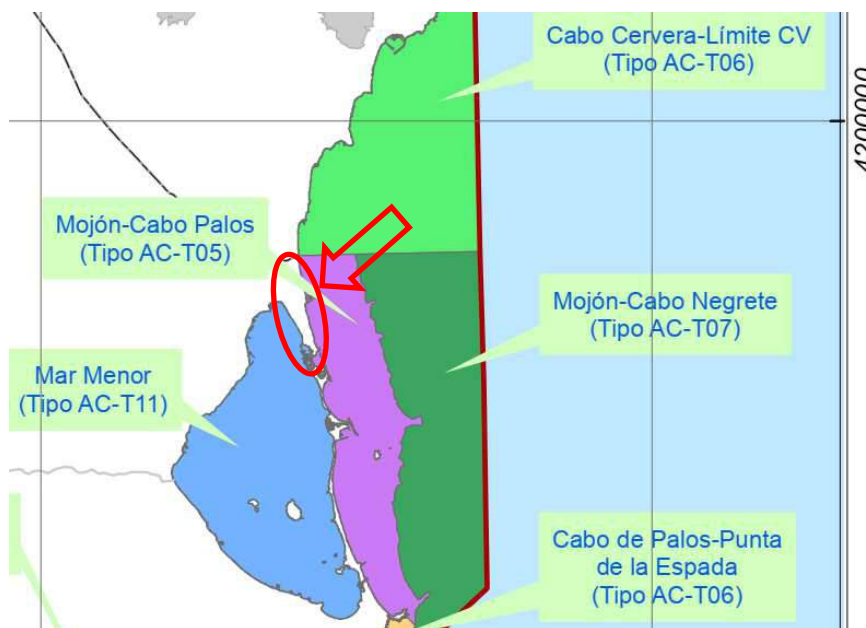 Cabo Cervera-Límite CV
(Tipo AC-T06)
4200000
Mojón-Cabo Palos
(Tipo AC-T05)
Mojón-Cabo Negrete
(Tipo AC-T07)
Mar Menor
(Tipo AC-T11)
Cabo de Palos-Punta
de la Espada
(Tipo AC-T06)